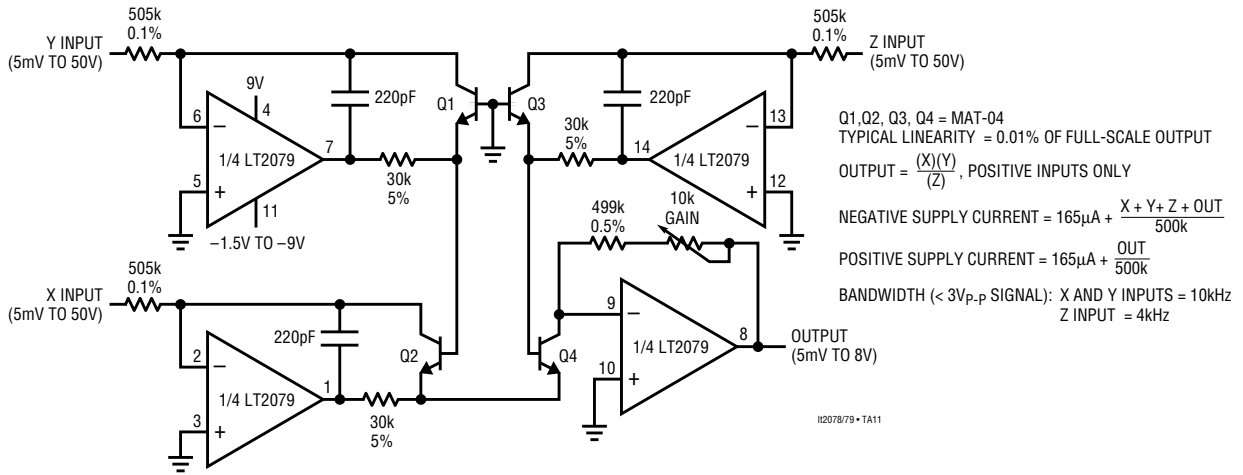 505k
0.1%
Y INPUT
(5mV TO 50V)
9V
4
6
–
1/4 LT2079
7
5
+
11
–1.5V TO –9V
220pF
30k
5%
Q1
Q3
505k
0.1%
Z INPUT
(5mV TO 50V)
220pF
30k
5%
14
13
–
1/4 LT2079
12
+
505k
0.1%
X INPUT
(5mV TO 50V)
2
–
1/4 LT2079
1
3
+
220pF
30k
5%
Q2
Q4
499k
0.5%
10k
GAIN
9
–
1/4 LT2079
8
10
+
OUTPUT
(5mV TO 8V)
Q1,Q2, Q3, Q4 = MAT-04
TYPICAL LINEARITY = 0.01% OF FULL-SCALE OUTPUT
OUTPUT = (X)(Y)/(Z), POSITIVE INPUTS ONLY
NEGATIVE SUPPLY CURRENT = 165µA + X + Y+ Z + OUT/500k
POSITIVE SUPPLY CURRENT = 165µA + OUT/500k
BANDWIDTH (< 3VP-P SIGNAL): X AND Y INPUTS = 10kHz
Z INPUT = 4kHz
lt2078/79 • TA11